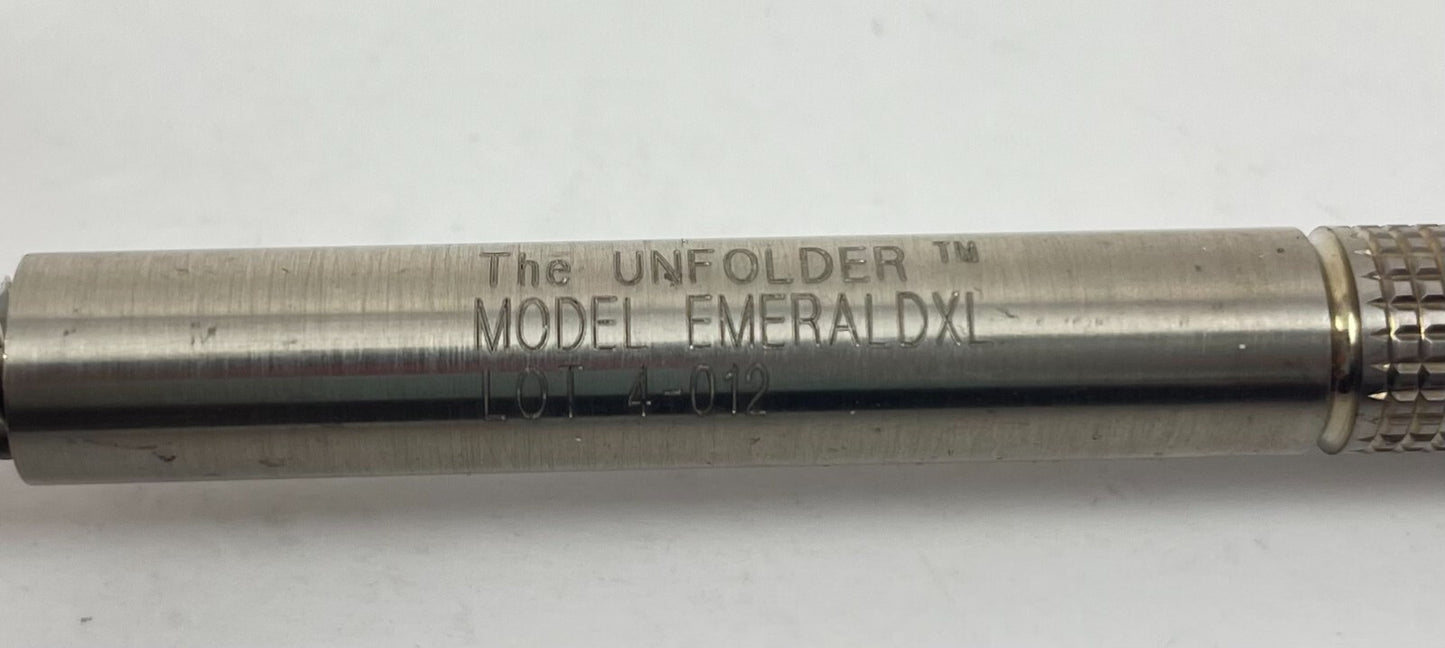 The UNFOLDER ™
MODEL EMERALDXL
LOT 4-012